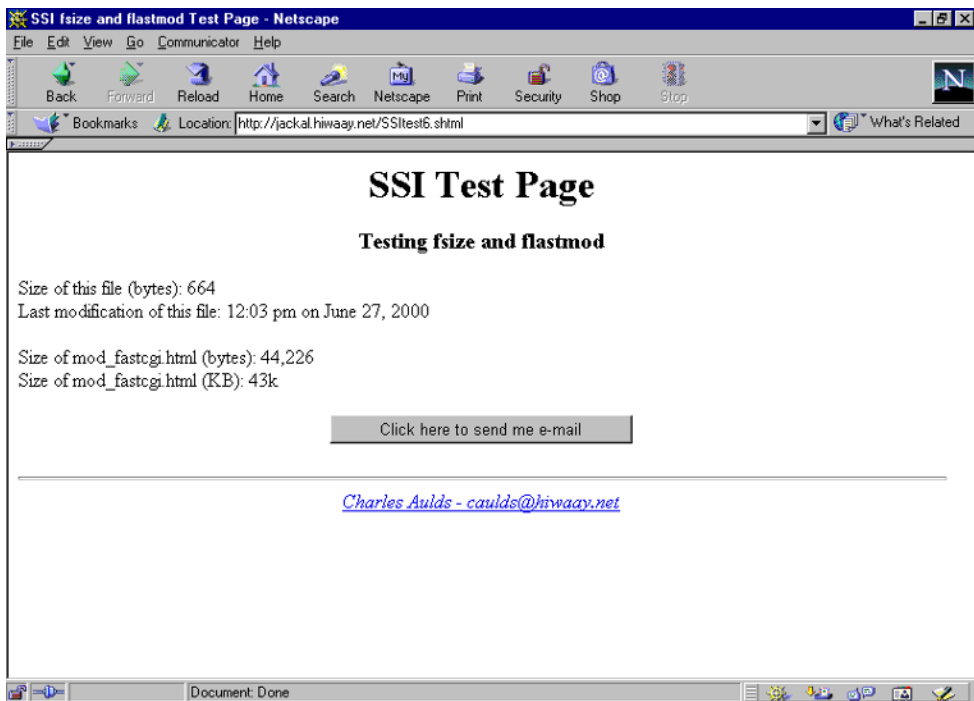 SSI fsize and flastmod Test Page - Netscape
File Edit View Go Communicator Help
Back Forward Reload Home Search Netscape Print Security Shop Stop
My
N
Bookmarks Location: http://jackal.hiwaay.net/SSItest6.shtml What's Related
SSI Test Page
Testing fsize and flastmod
Size of this file (bytes): 664
Last modification of this file: 12:03 pm on June 27, 2000
Size of mod_fastcgi.html (bytes): 44,226
Size of mod_fastcgi.html (KB): 43k
Click here to send me e-mail
Charles Aulds - caulds@hiwaay.net
Document: Done